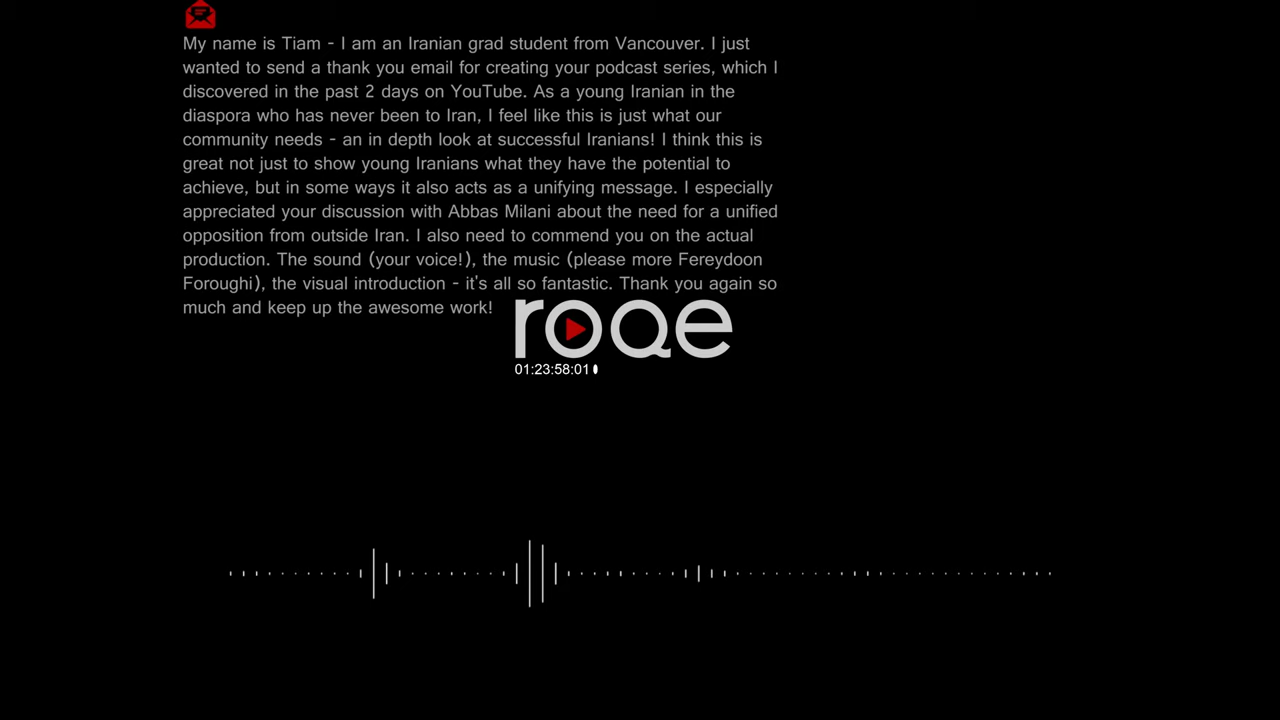 My name is Tiam - I am an Iranian grad student from Vancouver. I just
wanted to send a thank you email for creating your podcast series, which I
discovered in the past 2 days on YouTube. As a young Iranian in the
diaspora who has never been to Iran, I feel like this is just what our
community needs - an in depth look at successful Iranians! I think this is
great not just to show young Iranians what they have the potential to
achieve, but in some ways it also acts as a unifying message. I especially
appreciated your discussion with Abbas Milani about the need for a unified
opposition from outside Iran. I also need to commend you on the actual
production. The sound (your voice!), the music (please more Fereydoon
Foroughi), the visual introduction - it's all so fantastic. Thank you again so
much and keep up the awesome work!
roqe
01:23:58:01